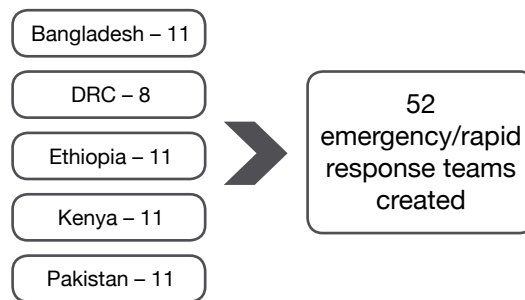 Bangladesh – 11
DRC – 8
Ethiopia – 11
Kenya – 11
Pakistan – 11
52
emergency/rapid
response teams
created